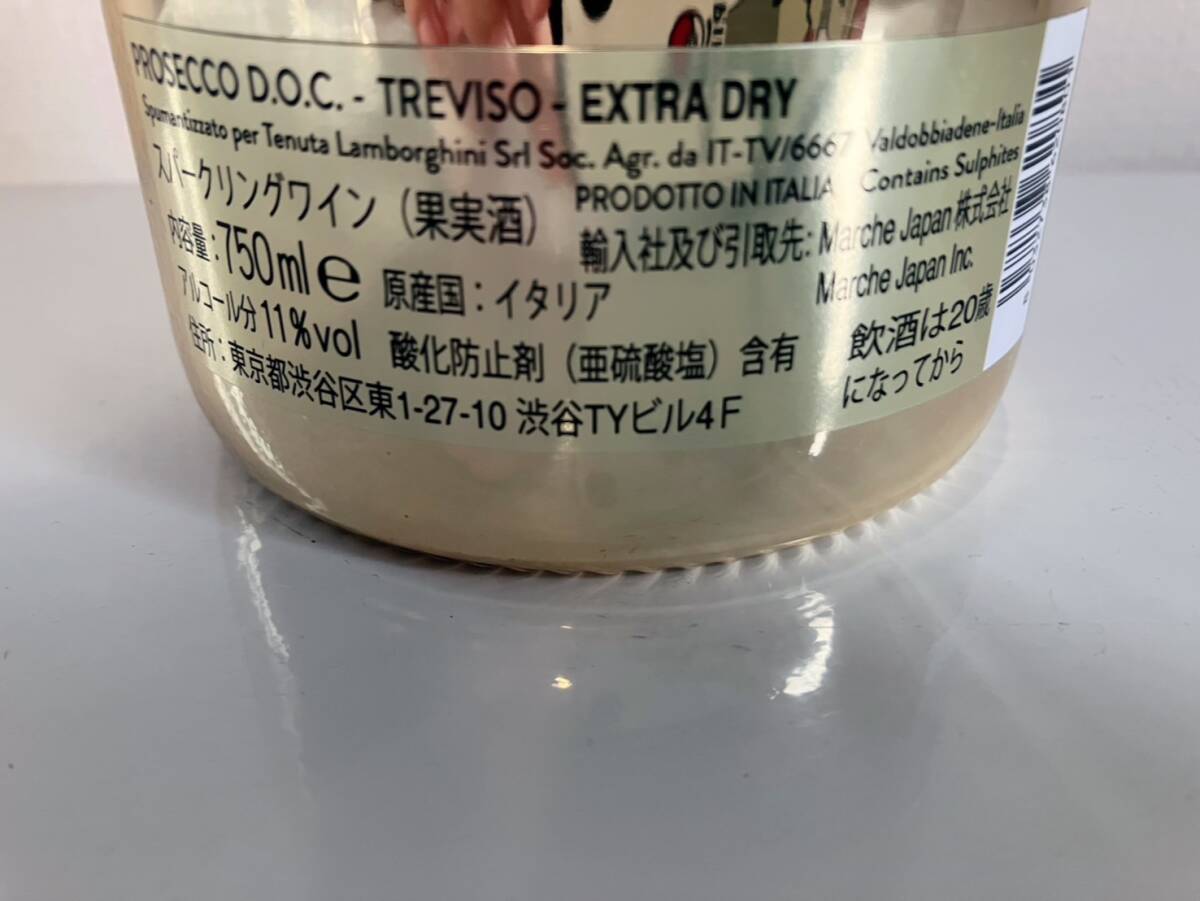 PROSECCO D.O.C. - TREVISO - EXTRA DRY
Spumantizzato per Tenuta Lamborghini Srl Soc. Agr. da IT-TV/6667 Valdobbiadene-Italia
PRODOTTO IN ITALIA Contains Sulphites
スパークリングワイン（果実酒）
輸入社及び引取先: Marche Japan 株式会社
Marche Japan Inc.
内容量:750ml e 原産国：イタリア
アルコール分11%vol 酸化防止剤（亜硫酸塩）含有
飲酒は20歳
になってから
住所：東京都渋谷区東1-27-10 渋谷TYビル4F